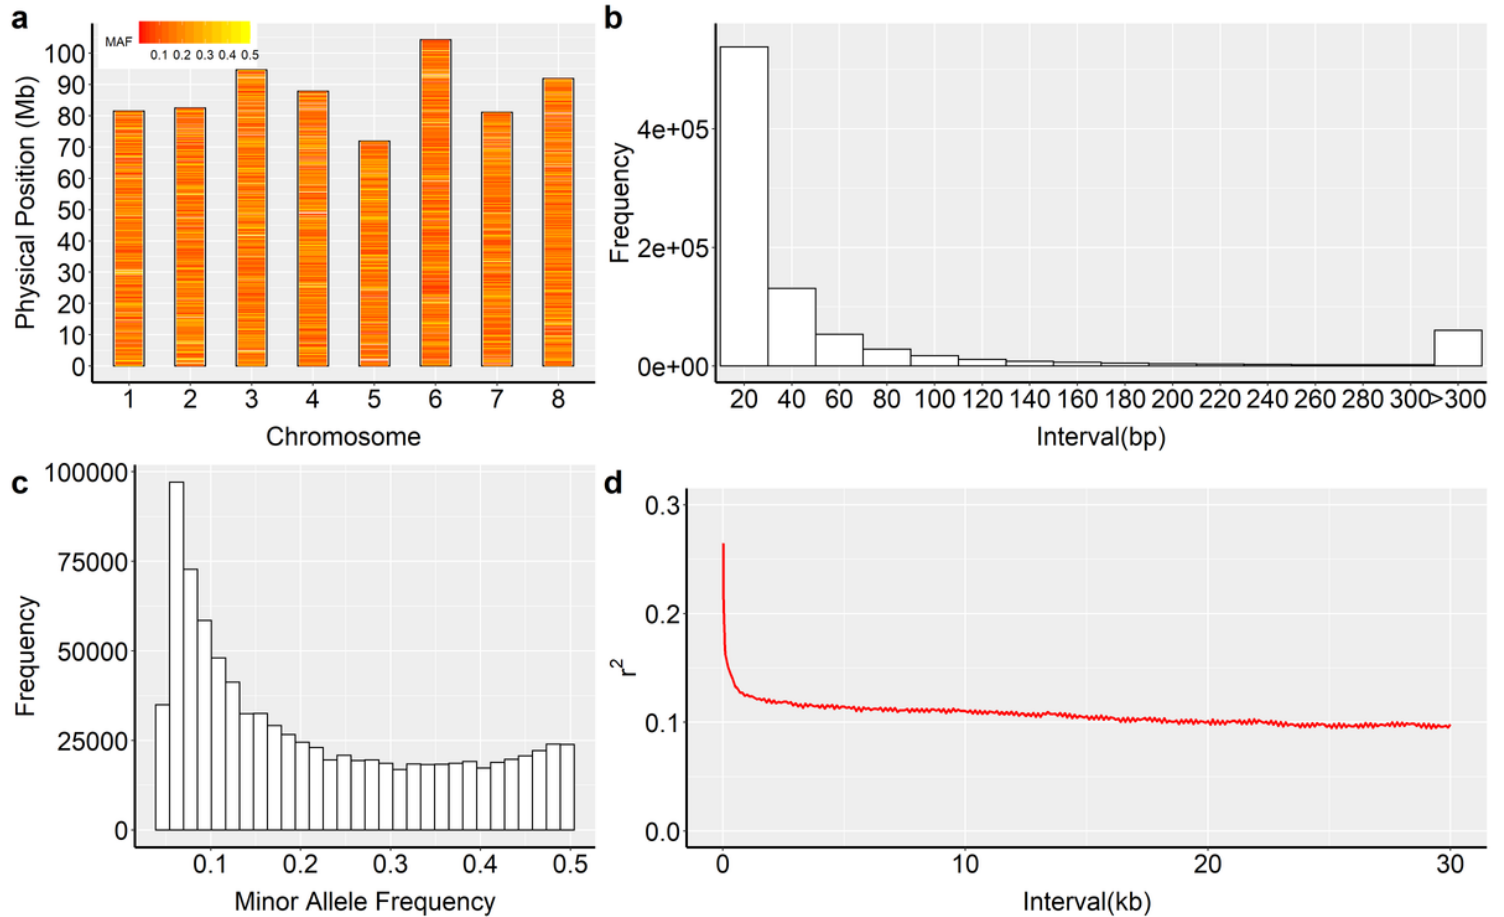 a
MAF
0.1 0.2 0.3 0.4 0.5
100
90
80
70
60
50
40
30
20
10
0
Physical Position (Mb)
1 2 3 4 5 6 7 8
Chromosome
b
4e+05
2e+05
0e+00
Frequency
20 40 60 80 100 120 140 160 180 200 220 240 260 280 300 >300
Interval(bp)
c
100000
75000
50000
25000
0
Frequency
0.1 0.2 0.3 0.4 0.5
Minor Allele Frequency
d
0.3
0.2
0.1
0.0
r²
0 10 20 30
Interval(kb)